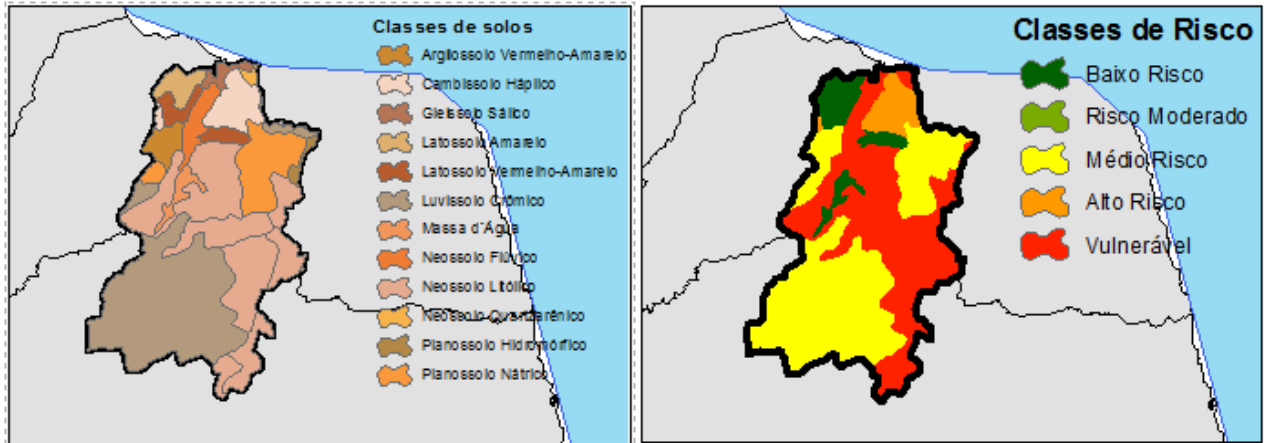 Classes de solos
Argilossolo Vermelho-Amarelo
Cambissolo Háplico
Gleissolo Sálico
Latossolo Amarelo
Latossolo Vermelho-Amarelo
Luvissolo Crômico
Massa d´Água
Neossolo Flúvico
Neossolo Litólico
Neossolo Quartzarênico
Planossolo Hidromórfico
Planossolo Nátrico
Classes de Risco
Baixo Risco
Risco Moderado
Médio Risco
Alto Risco
Vulnerável